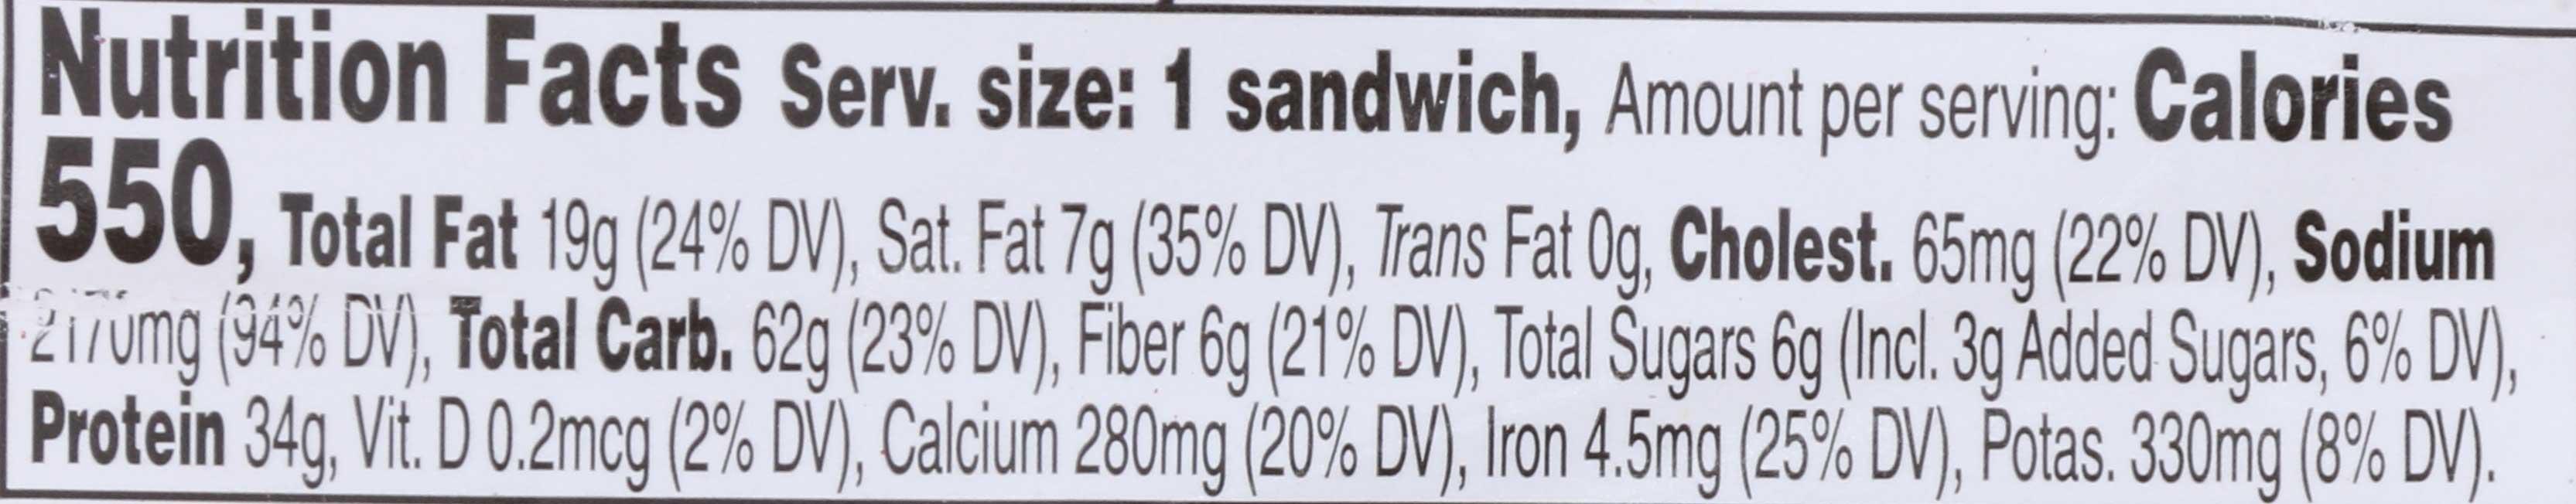 Nutrition Facts Serv. size: 1 sandwich, Amount per serving: Calories
550, Total Fat 19g (24% DV), Sat. Fat 7g (35% DV), Trans Fat 0g, Cholest. 65mg (22% DV), Sodium
2170mg (94% DV), Total Carb. 62g (23% DV), Fiber 6g (21% DV), Total Sugars 6g (Incl. 3g Added Sugars, 6% DV),
Protein 34g, Vit. D 0.2mcg (2% DV), Calcium 280mg (20% DV), Iron 4.5mg (25% DV), Potas. 330mg (8% DV).